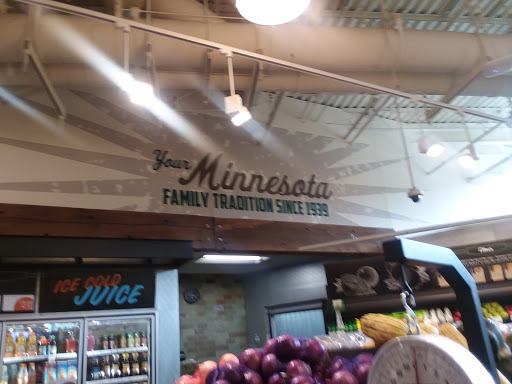 Your Minnesota
FAMILY TRADITION SINCE 1939
ICE COLD
JUICE